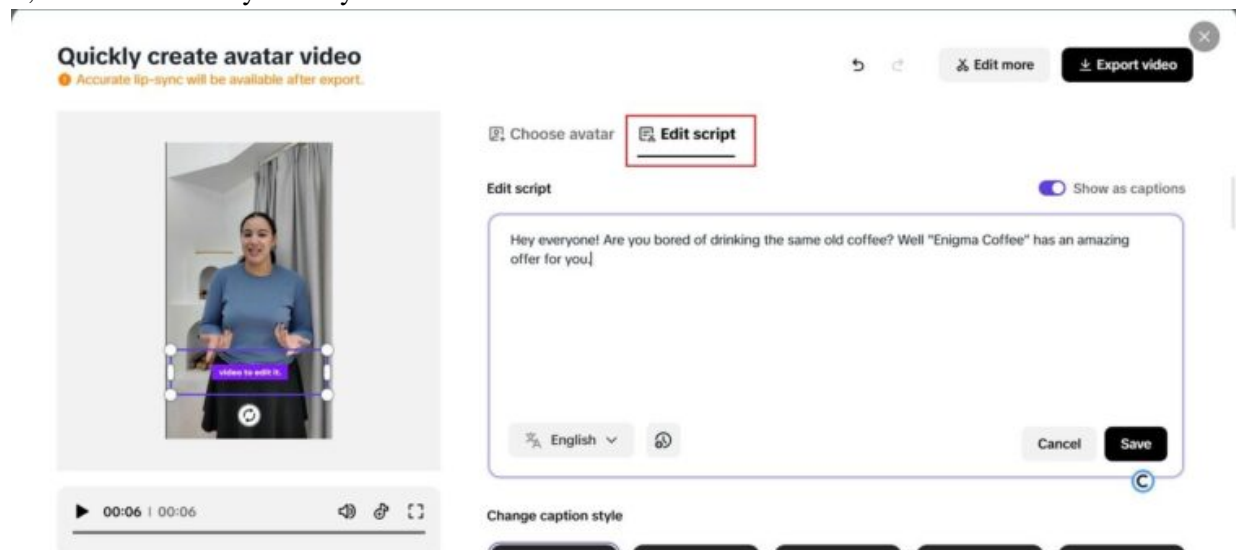 Quickly create avatar video
Accurate lip-sync will be available after export.
Edit more
Export video
Choose avatar
Edit script
Edit script
Show as captions
Hey everyone! Are you bored of drinking the same old coffee? Well "Enigma Coffee" has an amazing
offer for you.
video to edit it.
English
Cancel
Save
C
00:06 | 00:06
Change caption style